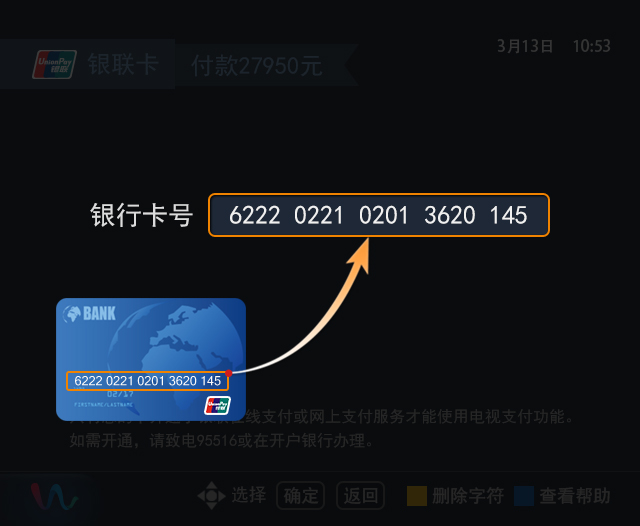 3月13日 10:53
UnionPay 银联 银联卡 付款27950元
银行卡号 6222 0221 0201 3620 145
BANK
6222 0221 0201 3620 145
02/17
FIRSTNAME/LASTNAME
线支付或网上支付服务才能使用电视支付功能。
如需开通，请致电95516或在开户银行办理。
选择 确定 返回 删除字符 查看帮助